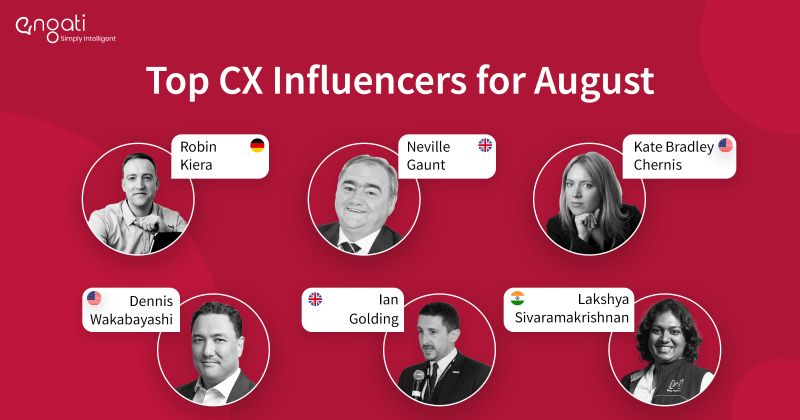 engati
Simply Intelligent
Top CX Influencers for August
Robin
Kiera
Neville
Gaunt
Kate Bradley
Chernis
Dennis
Wakabayashi
Ian
Golding
Lakshya
Sivaramakrishnan